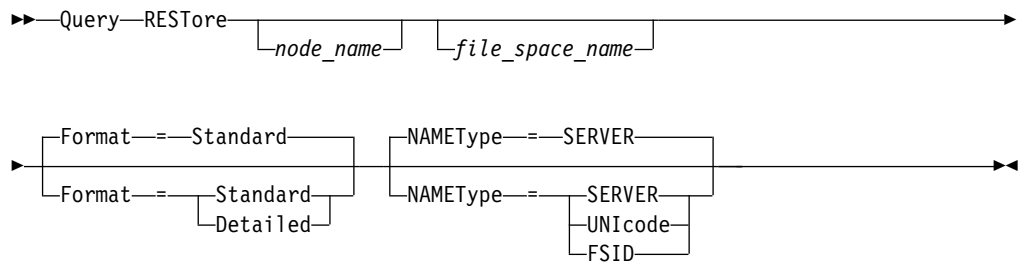 Query RESTore
node_name file_space_name
Format = Standard NAMEType = SERVER
Format = Standard NAMEType = SERVER
Detailed UNIcode
FSID